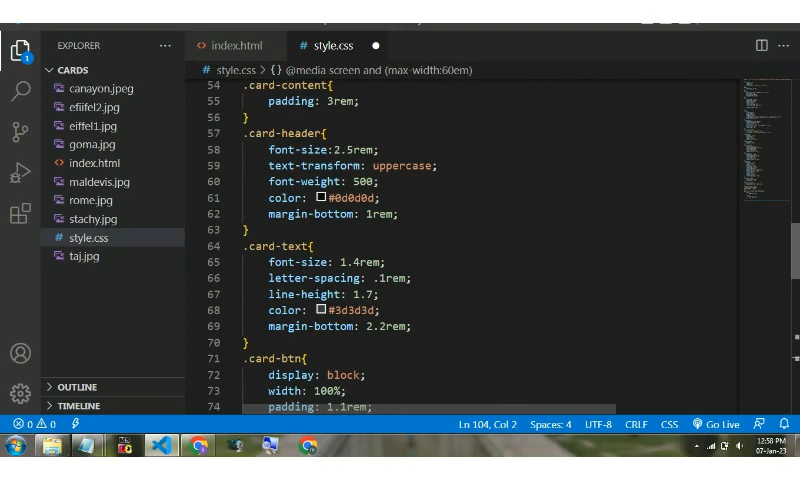 EXPLORER
CARDS
canayon.jpeg
efiifel2.jpg
eiffel1.jpg
goma.jpg
index.html
maldevis.jpg
rome.jpg
stachy.jpg
# style.css
taj.jpg
OUTLINE
TIMELINE
<> index.html
# style.css
# style.css > {} @media screen and (max-width:60em)
54 .card-content{
55 padding: 3rem;
56 }
57 .card-header{
58 font-size:2.5rem;
59 text-transform: uppercase;
60 font-weight: 500;
61 color: #0d0d0d;
62 margin-bottom: 1rem;
63 }
64 .card-text{
65 font-size: 1.4rem;
66 letter-spacing: .1rem;
67 line-height: 1.7;
68 color: #3d3d3d;
69 margin-bottom: 2.2rem;
70 }
71 .card-btn{
72 display: block;
73 width: 100%;
74 padding: 1.1rem;
0 0 Ln 104, Col 2 Spaces: 4 UTF-8 CRLF CSS Go Live
12:58 PM
07-Jan-23